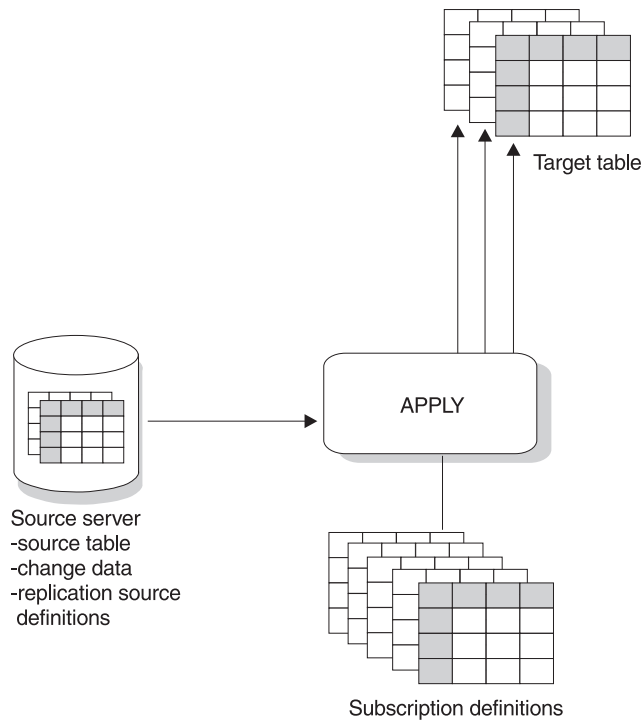 Target table
APPLY
Source server
-source table
-change data
-replication source
definitions
Subscription definitions